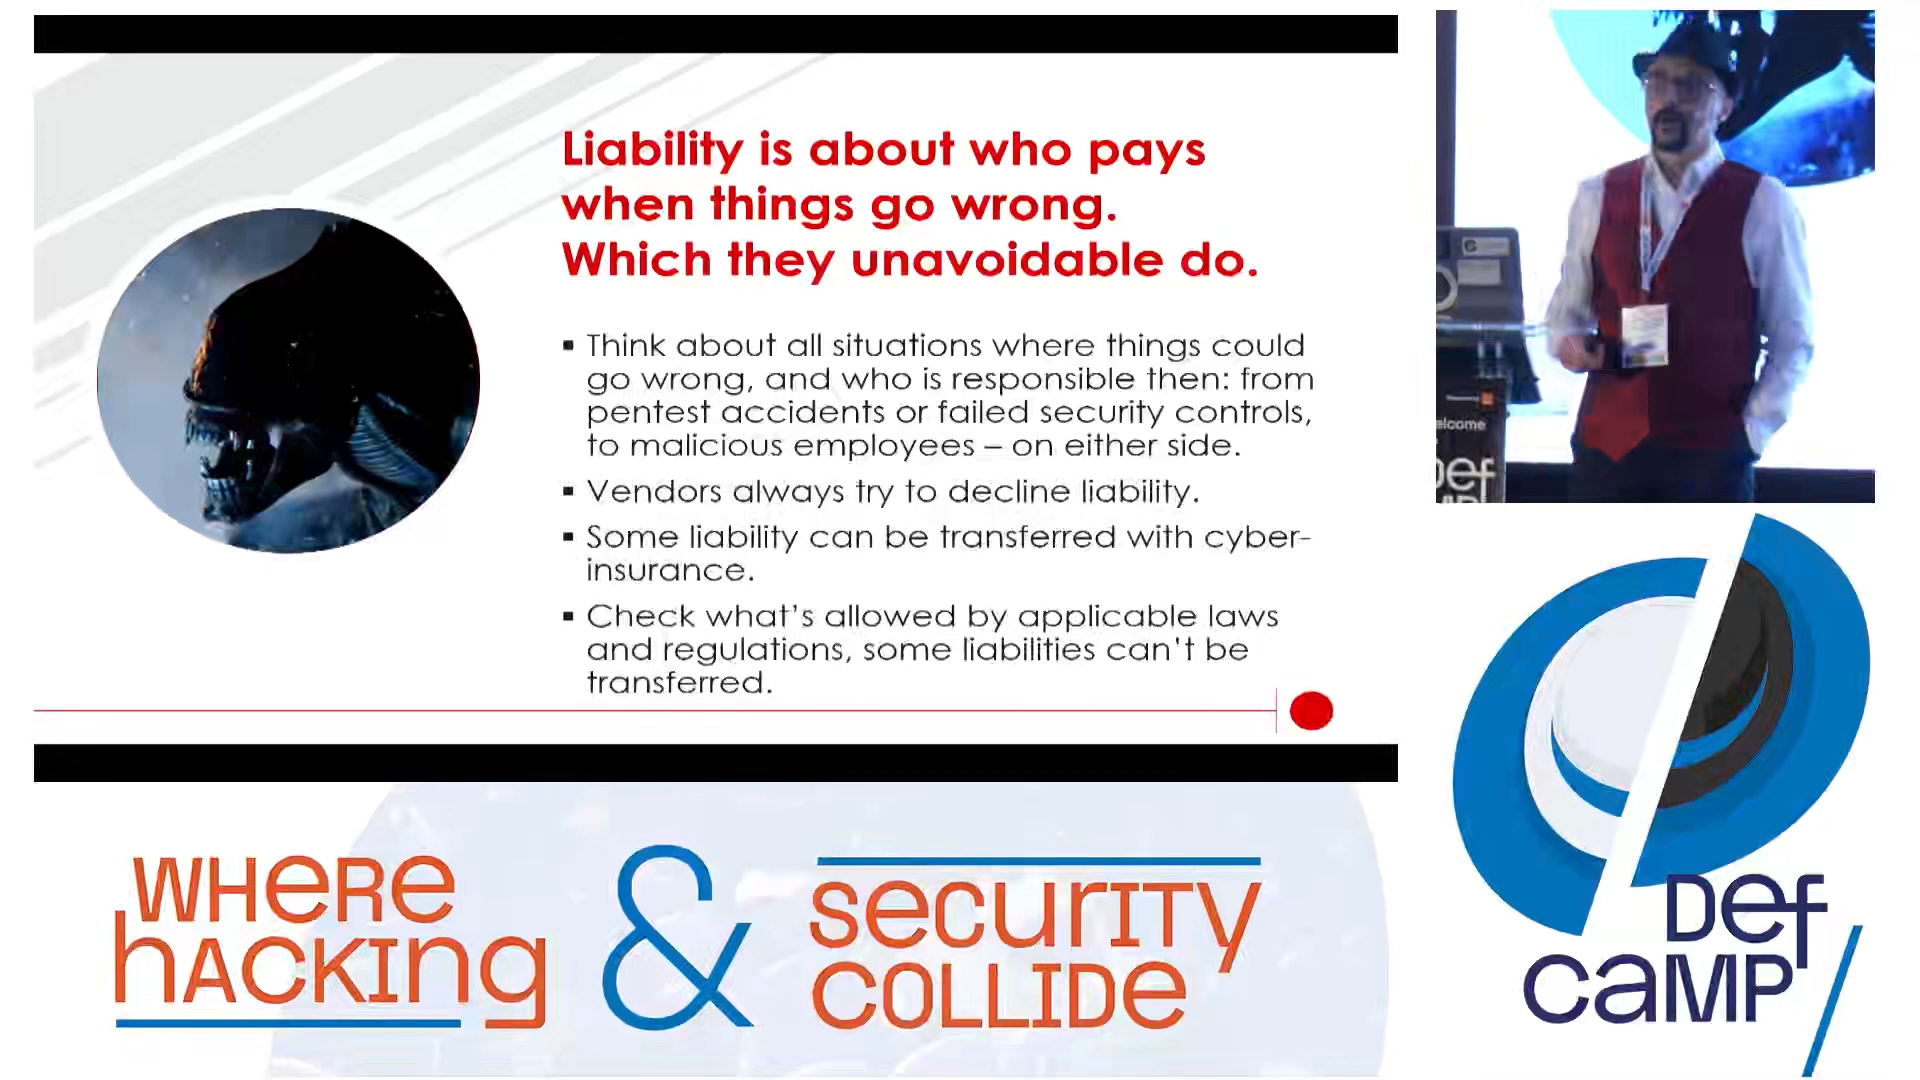 Liability is about who pays
when things go wrong.
Which they unavoidable do.
▪ Think about all situations where things could
go wrong, and who is responsible then: from
pentest accidents or failed security controls,
to malicious employees – on either side.
▪ Vendors always try to decline liability.
▪ Some liability can be transferred with cyber-
insurance.
▪ Check what's allowed by applicable laws
and regulations, some liabilities can't be
transferred.
elcome
Def
WHERE
hACKING
&
security
COLLIDE
Def
CAMP